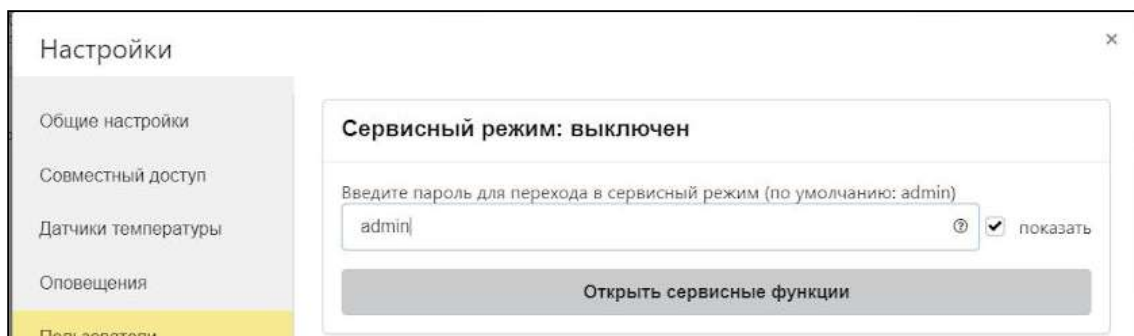 Настройки
Общие настройки
Совместный доступ
Датчики температуры
Оповещения
Пользователи
Сервисный режим: выключен
Введите пароль для перехода в сервисный режим (по умолчанию: admin)
admin
показать
Открыть сервисные функции